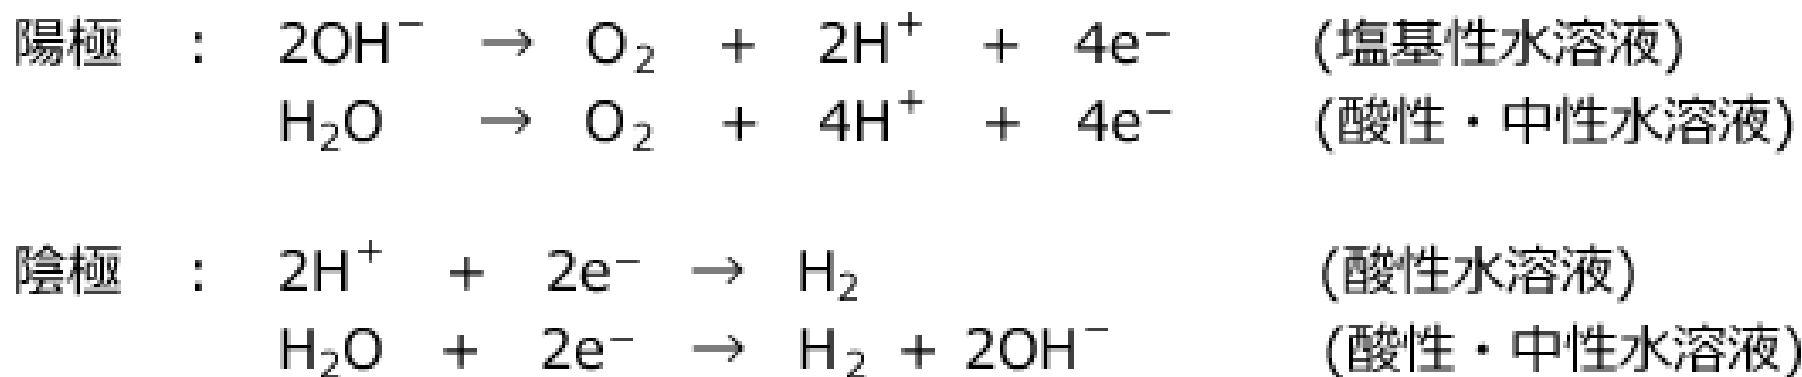 陽極 : 2OH⁻ → O₂ + 2H⁺ + 4e⁻ (塩基性水溶液)
H₂O → O₂ + 4H⁺ + 4e⁻ (酸性・中性水溶液)
陰極 : 2H⁺ + 2e⁻ → H₂ (酸性水溶液)
H₂O + 2e⁻ → H₂ + 2OH⁻ (酸性・中性水溶液)